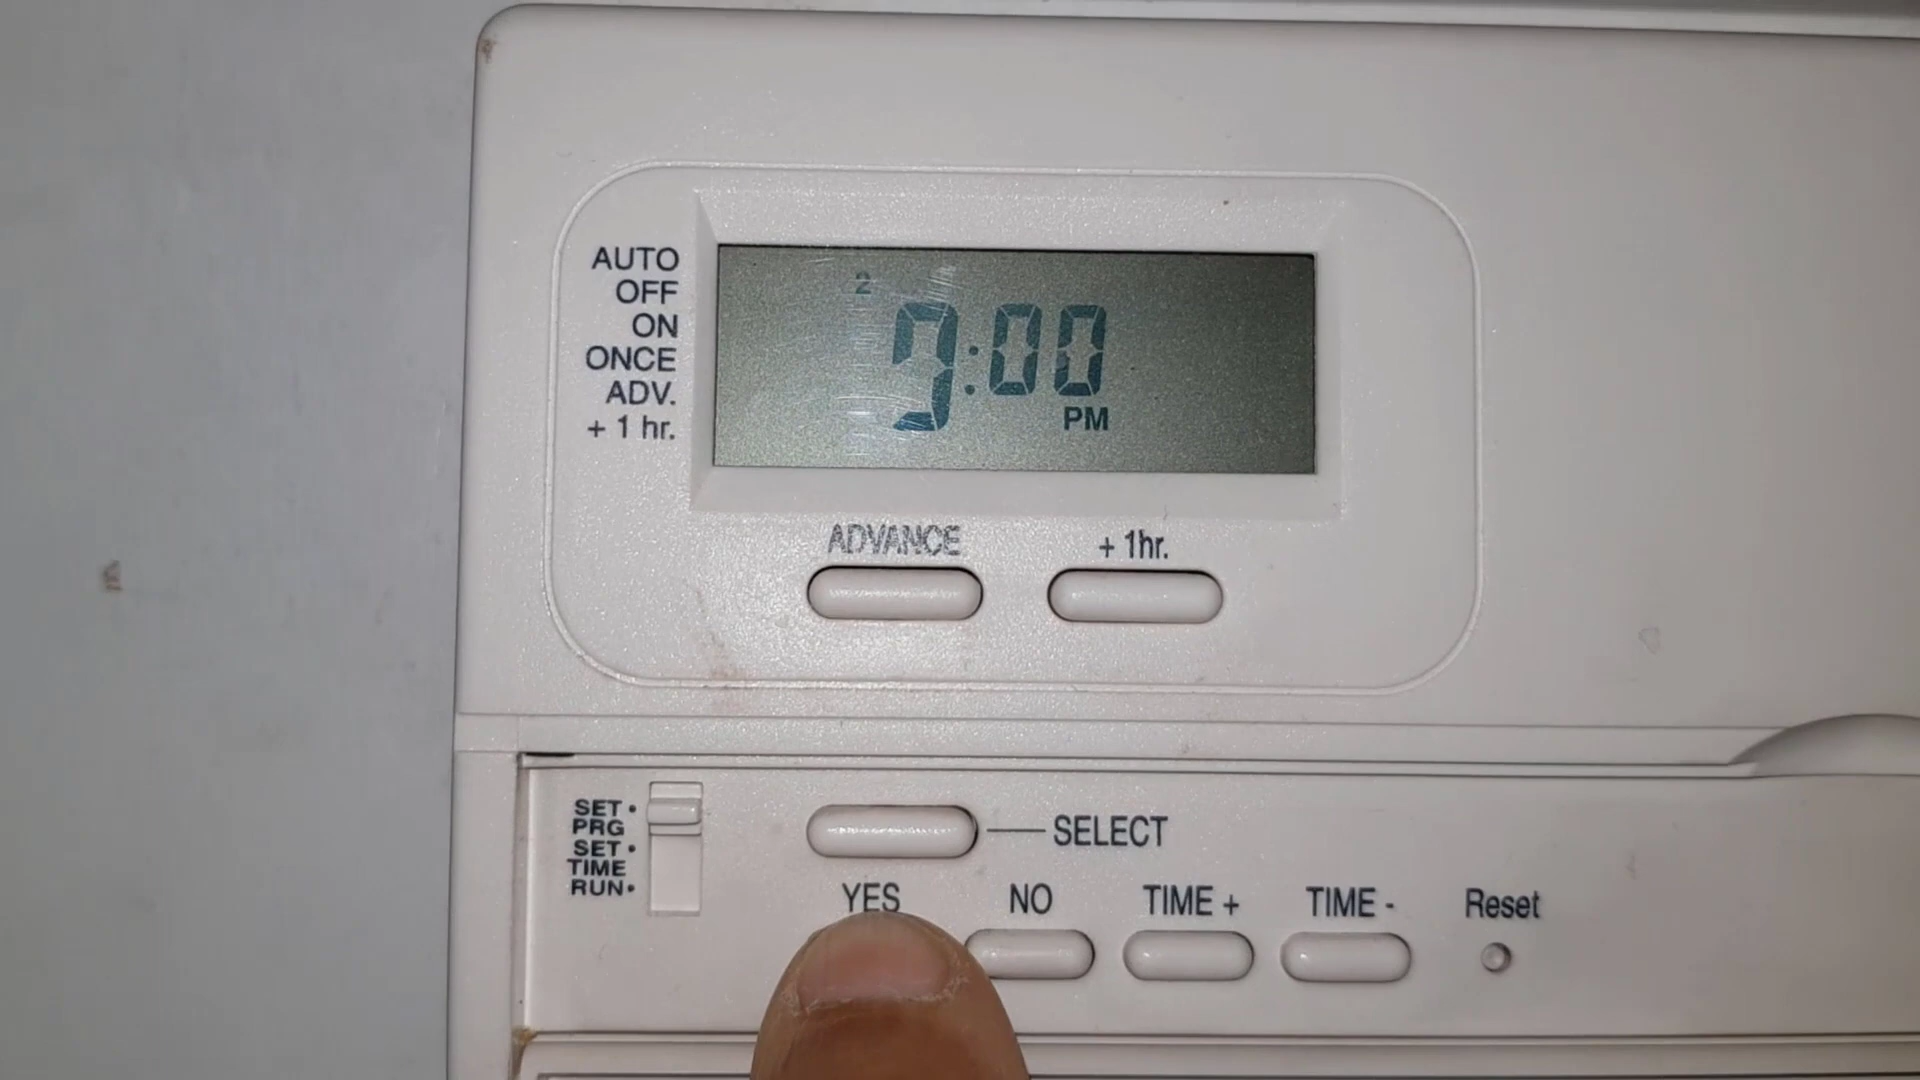 AUTO
OFF
ON
ONCE
ADV.
+ 1 hr.
2
9:00
PM
ADVANCE
+ 1hr.
SET PRG
SET TIME
RUN
SELECT
YES NO TIME + TIME - Reset